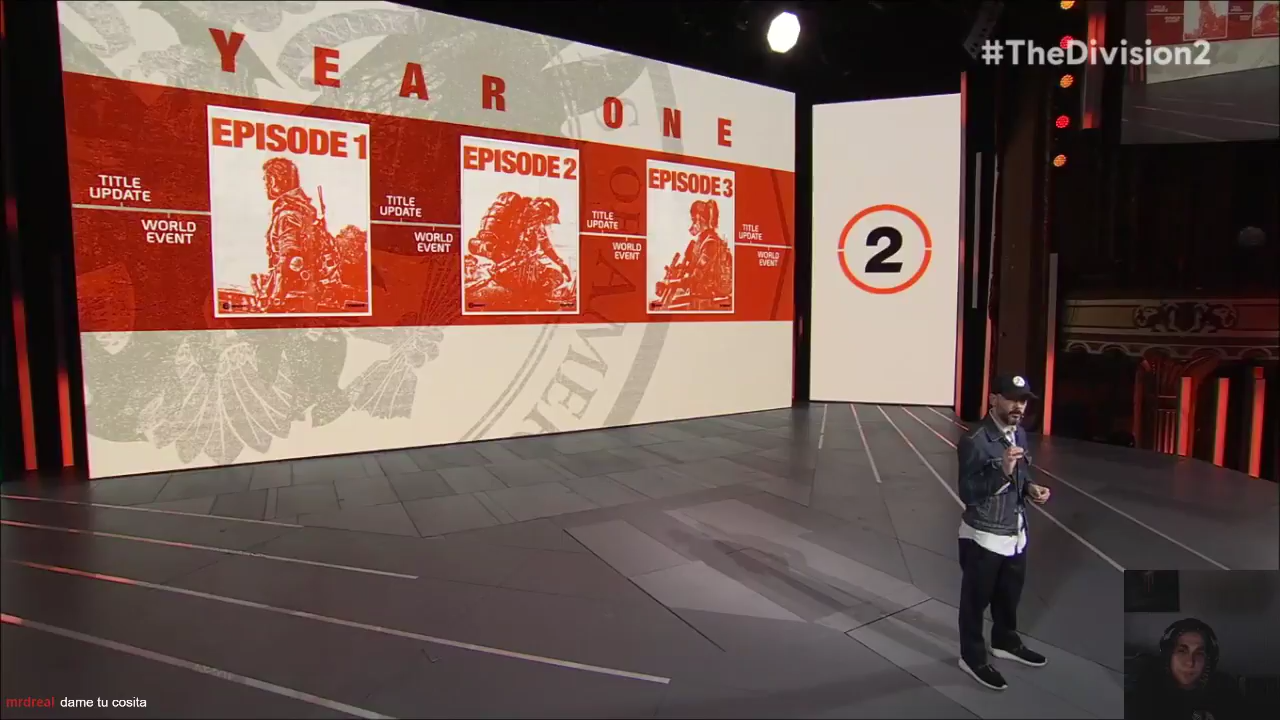 #TheDivision2
YEAR ONE
EPISODE 1
EPISODE 2
EPISODE 3
TITLE
UPDATE
WORLD
EVENT
TITLE
UPDATE
WORLD
EVENT
TITLE
UPDATE
WORLD
EVENT
TITLE
UPDATE
WORLD
EVENT
2
AMER
mrdreal dame tu cosita